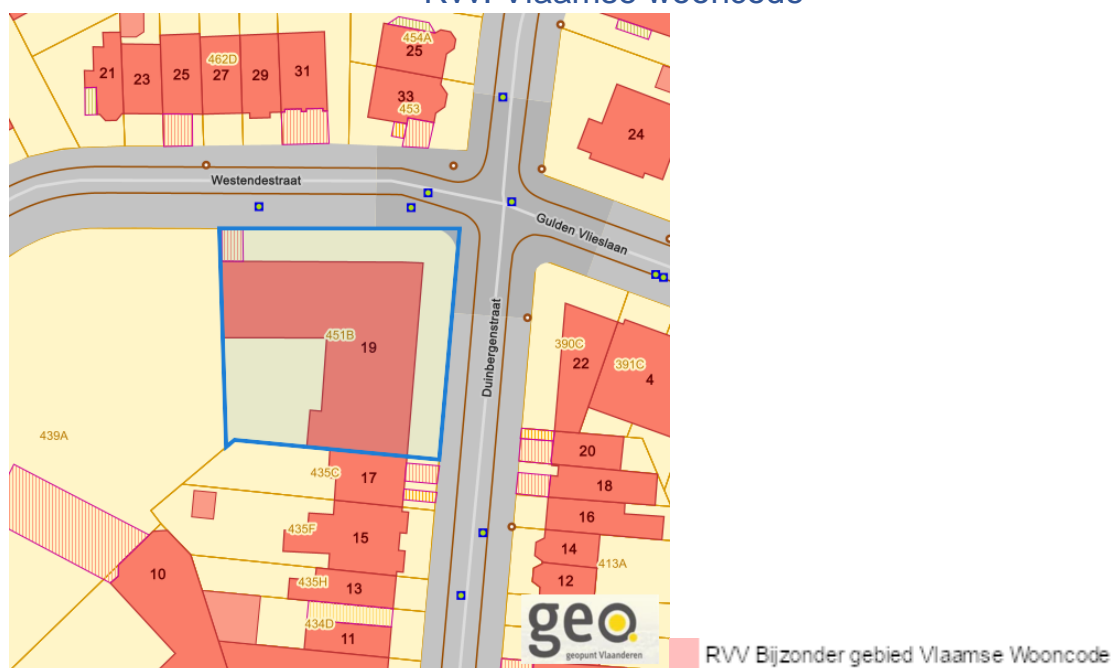 RVV: Vlaamse wooncode
454A
25
462D
21
23
25
27
29
31
33
453
24
Westendestraat
Gulden Vlieslaan
Duinbergenstraat
451B
19
390C
22
391C
4
439A
20
435C
17
18
16
435F
15
14
413A
10
12
435H
13
434D
11
geo
geopunt Vlaanderen
RVV Bijzonder gebied Vlaamse Wooncode